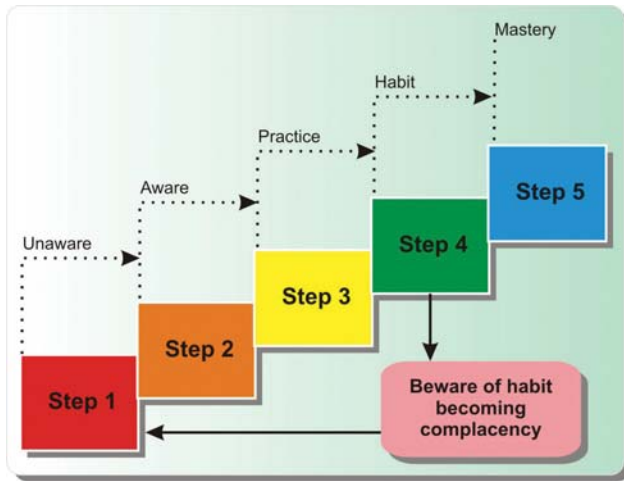 Mastery
Habit
Practice
Aware
Unaware
Step 5
Step 4
Step 3
Step 2
Step 1
Beware of habit
becoming
complacency